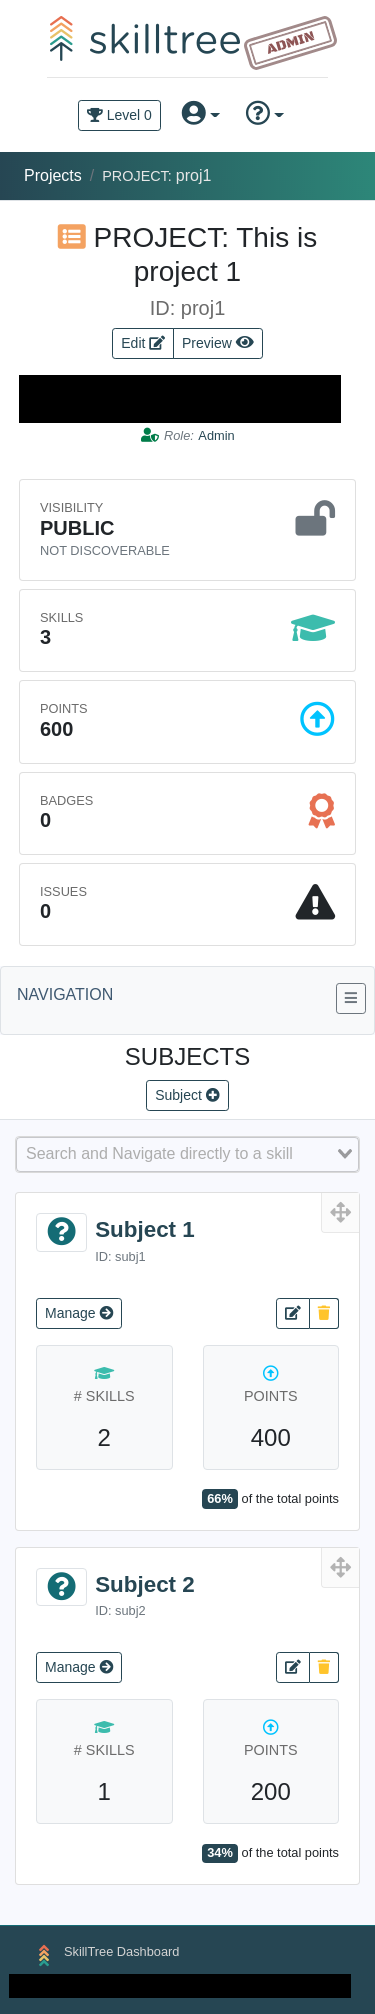 skilltree ADMIN
Level 0
Projects / PROJECT: proj1
PROJECT: This is
project 1
ID: proj1
Edit Preview
Role: Admin
VISIBILITY
PUBLIC
NOT DISCOVERABLE
SKILLS
3
POINTS
600
BADGES
0
ISSUES
0
NAVIGATION
SUBJECTS
Subject
Search and Navigate directly to a skill
Subject 1
ID: subj1
Manage
# SKILLS POINTS
2 400
66% of the total points
Subject 2
ID: subj2
Manage
# SKILLS POINTS
1 200
34% of the total points
SkillTree Dashboard